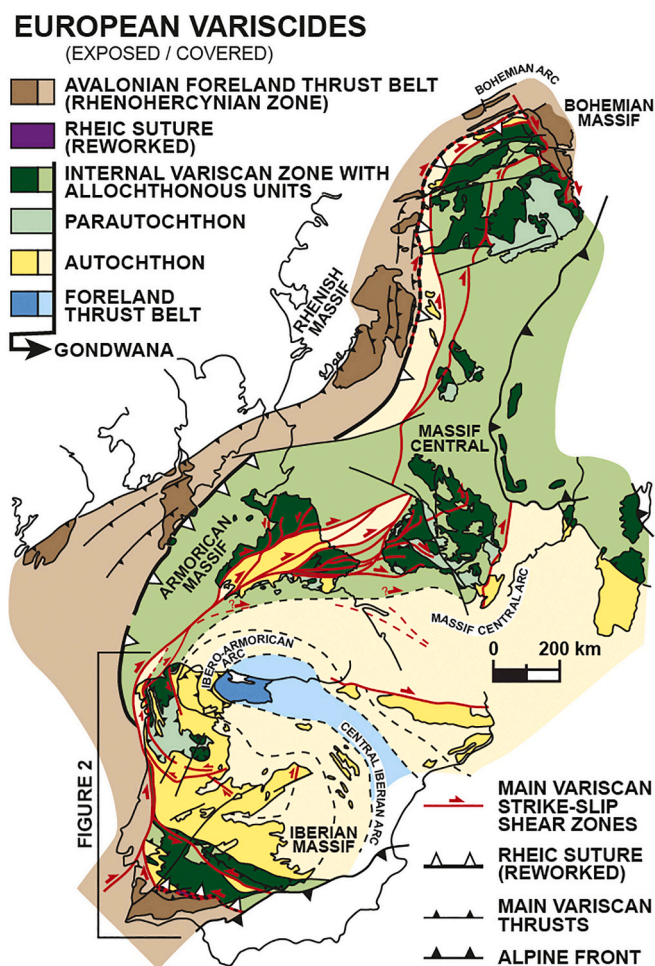 EUROPEAN VARISCIDES
(EXPOSED / COVERED)
AVALONIAN FORELAND THRUST BELT
(RHENOHERCYNIAN ZONE)
RHEIC SUTURE
(REWORKED)
INTERNAL VARISCAN ZONE WITH
ALLOCHTHONOUS UNITS
PARAUTOCHTHON
AUTOCHTHON
FORELAND
THRUST BELT
GONDWANA
BOHEMIAN ARC
BOHEMIAN
MASSIF
RHENISH
MASSIF
MASSIF
CENTRAL
ARMORICAN
MASSIF
MASSIF CENTRAL ARC
0 200 km
?
?
IBERO-ARMORICAN
ARC
CENTRAL IBERIAN ARC
IBERIAN
MASSIF
FIGURE 2
MAIN VARISCAN
STRIKE-SLIP
SHEAR ZONES
RHEIC SUTURE
(REWORKED)
MAIN VARISCAN
THRUSTS
ALPINE FRONT